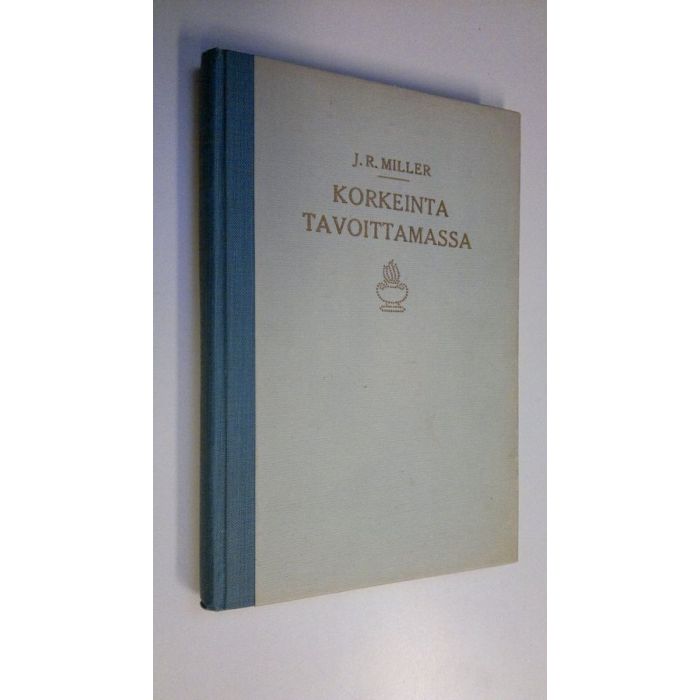 J. R. MILLER
KORKEINTA
TAVOITTAMASSA